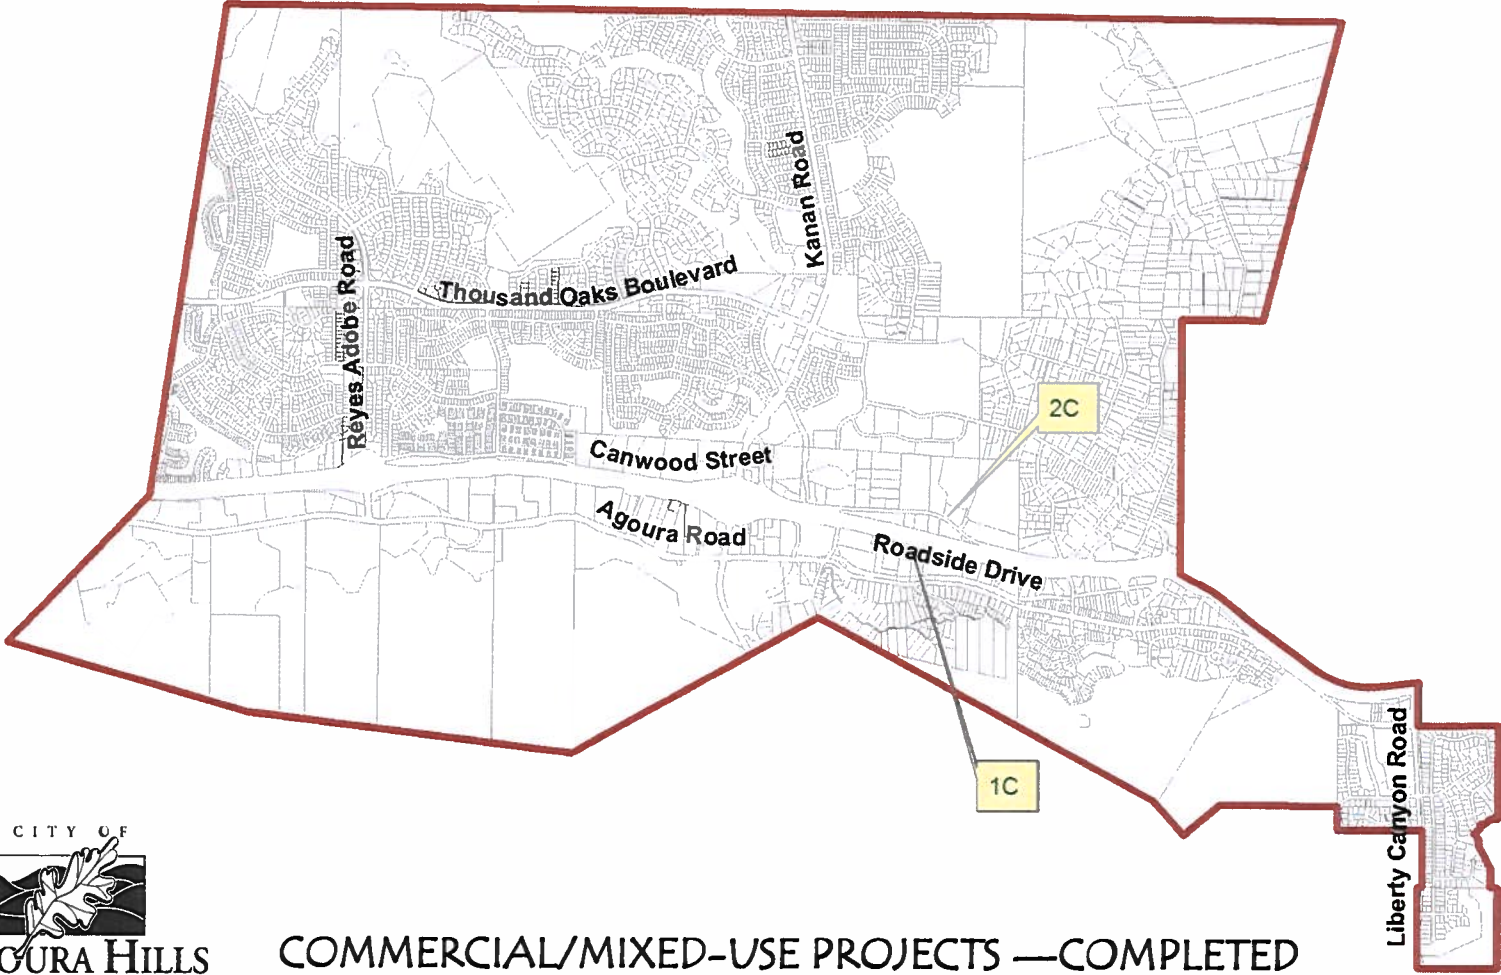 Kanan Road
Reyes Adobe Road
Thousand Oaks Boulevard
2C
Canwood Street
Agoura Road
Roadside Drive
1C
Liberty Canyon Road
CITY OF
OURA HILLS
COMMERCIAL/MIXED-USE PROJECTS —COMPLETED